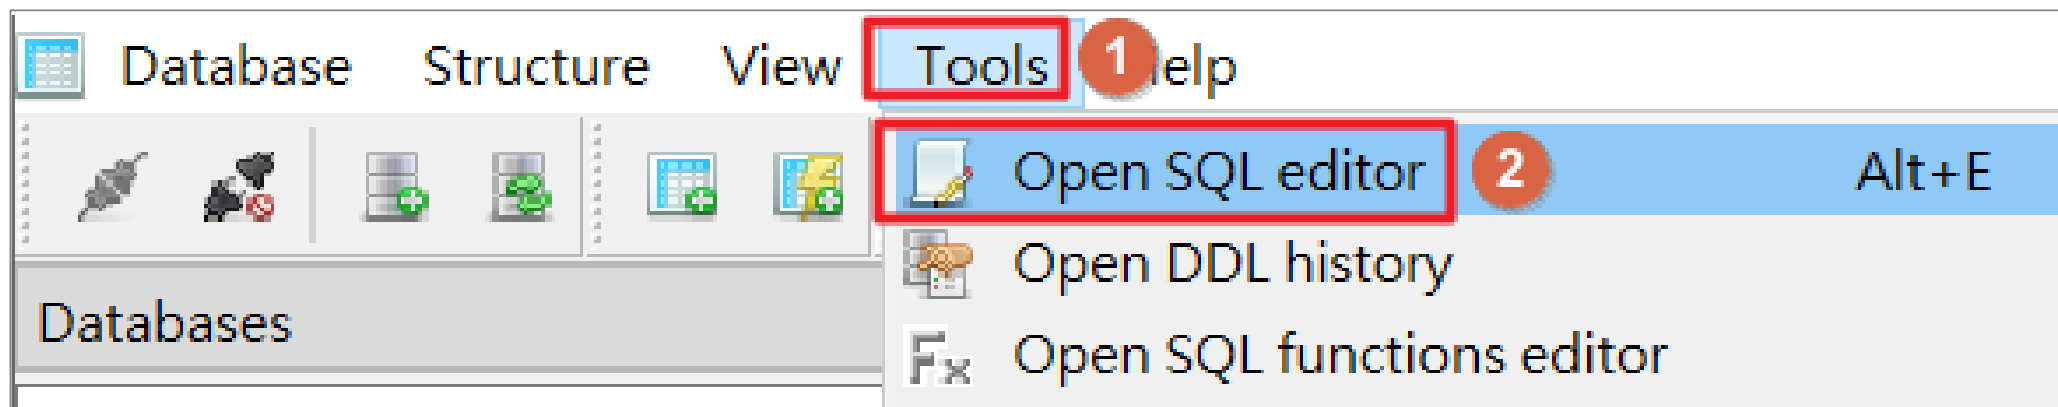 Database Structure View Tools 1 elp
Open SQL editor 2 Alt+E
Open DDL history
Databases
Fx Open SQL functions editor